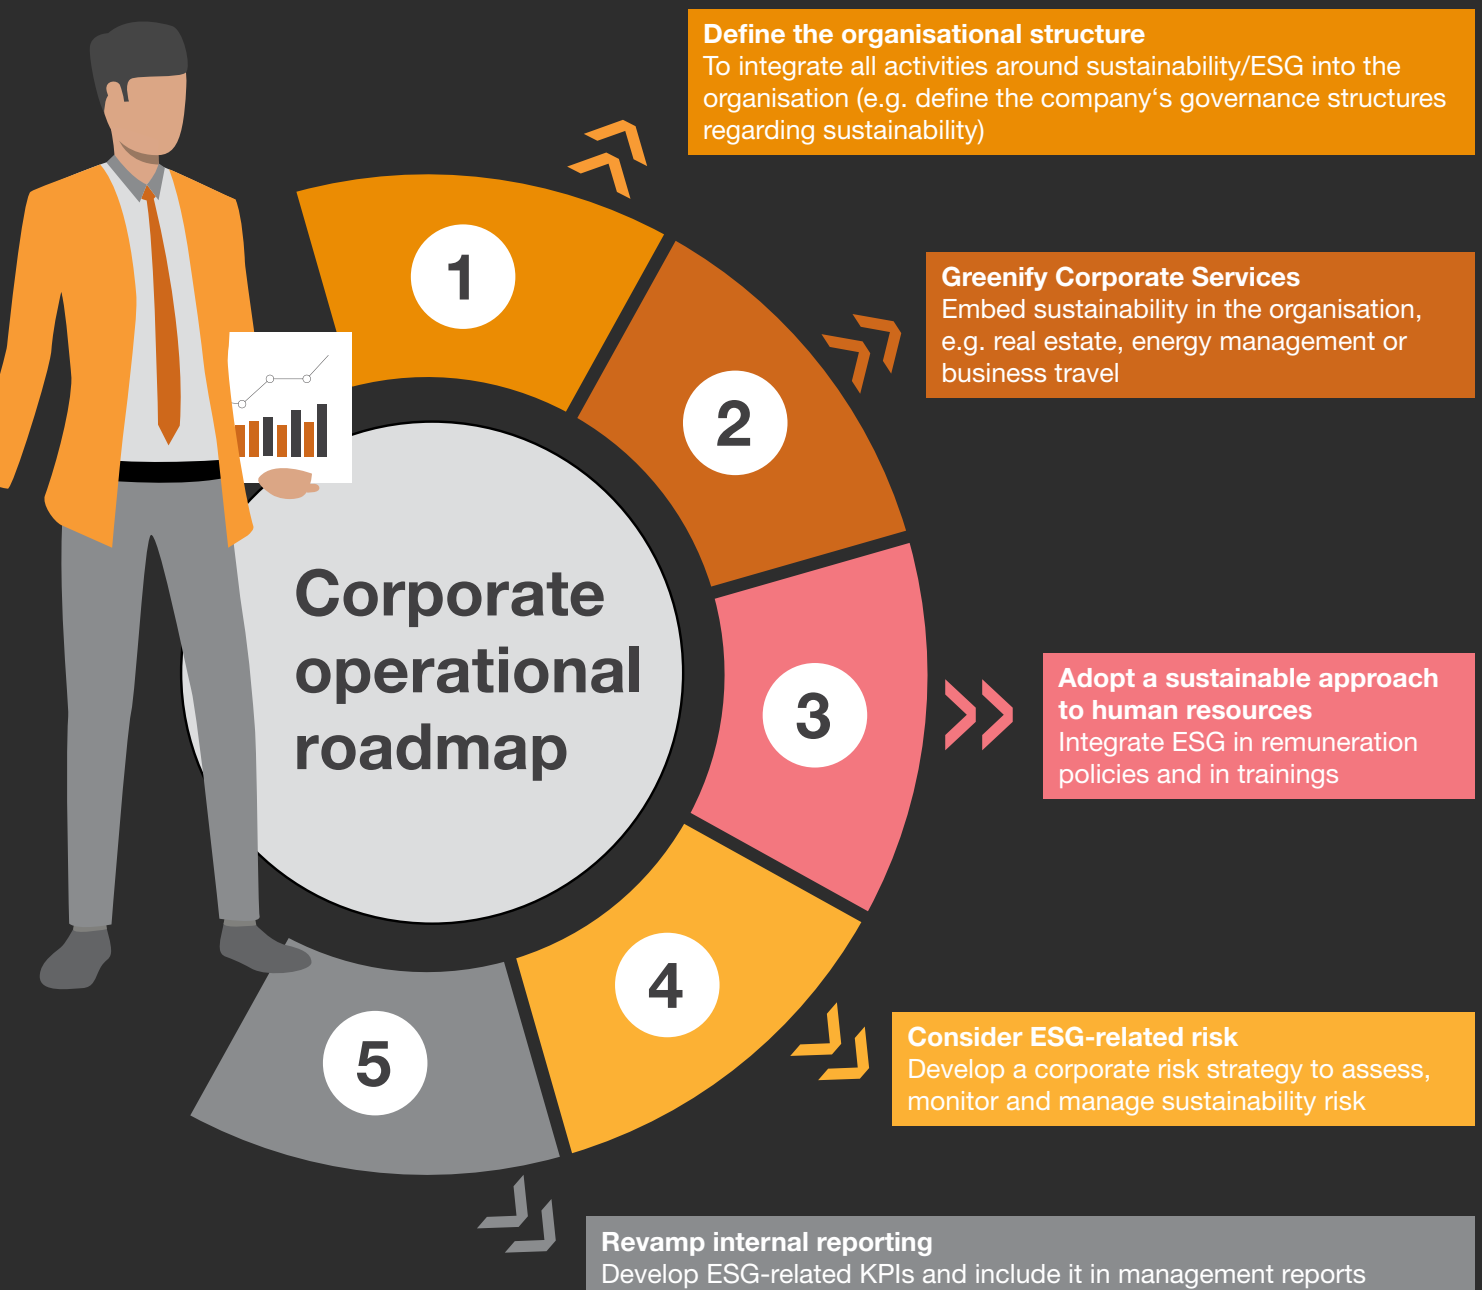 Define the organisational structure
To integrate all activities around sustainability/ESG into the
organisation (e.g. define the company‘s governance structures
regarding sustainability)
1
Greenify Corporate Services
Embed sustainability in the organisation,
e.g. real estate, energy management or
business travel
2
Corporate
operational
roadmap
3
Adopt a sustainable approach
to human resources
Integrate ESG in remuneration
policies and in trainings
4
Consider ESG-related risk
Develop a corporate risk strategy to assess,
monitor and manage sustainability risk
5
Revamp internal reporting
Develop ESG-related KPIs and include it in management reports